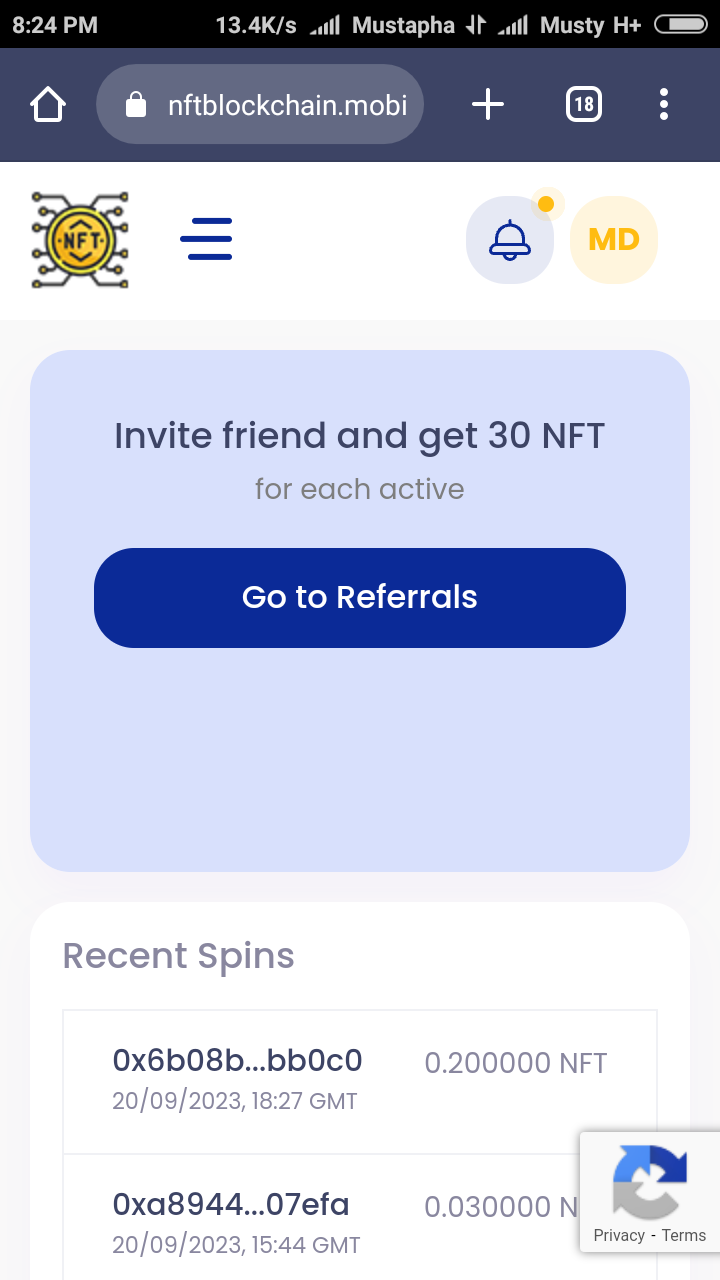 8:24 PM 13.4K/s Mustapha Musty H+
nftblockchain.mobi 18
NFT MD
Invite friend and get 30 NFT
for each active
Go to Referrals
Recent Spins
0x6b08b...bb0c0 0.200000 NFT
20/09/2023, 18:27 GMT
0xa8944...07efa 0.030000 N
20/09/2023, 15:44 GMT
Privacy - Terms